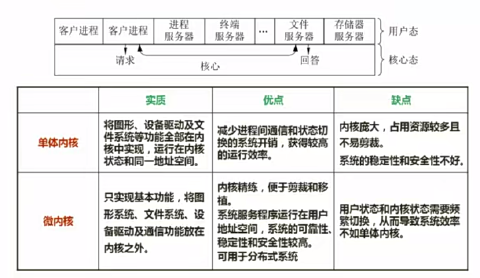 客户进程 客户进程 进程服务器 终端服务器 … 文件服务器 存储器服务器 用户态
请求 核心 回答 核心态
实质 优点 缺点
单体内核
将图形、设备驱动及文
件系统等功能全部在内
核中实现，运行在内核
状态和同一地址空间。
减少进程间通信和状态切
换的系统开销，获得较高
的运行效率。
内核庞大，占用资源较多且
不易剪裁。
系统的稳定性和安全性不好。
微内核
只实现基本功能，将图
形系统、文件系统、设
备驱动及通信功能放在
内核之外。
内核精练，便于剪裁和移
植。
系统服务程序运行在用户
地址空间，系统的可靠性、
稳定性和安全性较高。
可用于分布式系统
用户状态和内核状态需要频
繁切换，从而导致系统效率
不如单体内核。